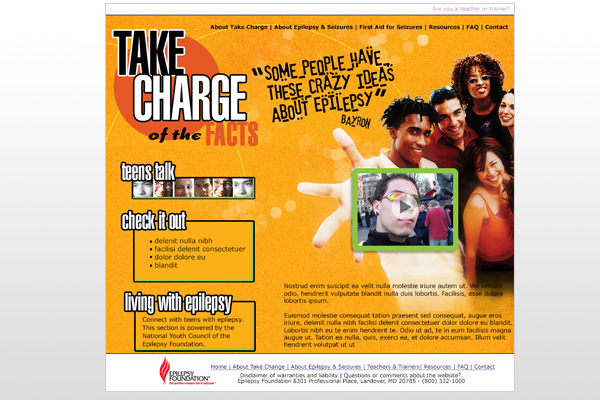 Are you a teacher or trainer?
About Take Charge | About Epilepsy & Seizures | First Aid for Seizures | Resources | FAQ | Contact
TAKE
CHARGE
of the FACTS
"SOME PEOPLE HAVE
THESE CRAZY IDEAS
ABOUT EPILEPSY"
BAYRON
teens talk
check it out
• delenit nulla nibh
• facilisi delenit consectetuer
• dolor dolore eu
• blandit
living with epilepsy
Connect with teens with epilepsy.
This section is powered by the
National Youth Council of the
Epilepsy Foundation.
Nostrud enim suscipit ea velit nulla molestie iriure autem ut. Vel veniam
odio, hendrerit vulputate blandit nulla duis lobortis. Facilisis, esse dolore
lobortis ipsum.
Euismod molestie consequat tation praesent sed consequat, augue eros
iriure, delenit nulla nibh facilisi delenit consectetuer dolor dolore eu blandit.
Lobortis nibh eu te enim hendrerit te. Odio ut ad, te in eum facilisis magna
augue ut. Tation ea nulla, quis, exerci ea, et dolore accumsan. Illum velit
hendrerit volutpat ut ut
EPILEPSY
FOUNDATION
Home | About Take Charge | About Epilepsy & Seizures | Teachers & Trainers| Resources | FAQ | Contact
Disclaimer of warranties and liability | Questions or comments about the website?
Epilepsy Foundation 8301 Professional Place, Landover, MD 20785 - (800) 332-1000